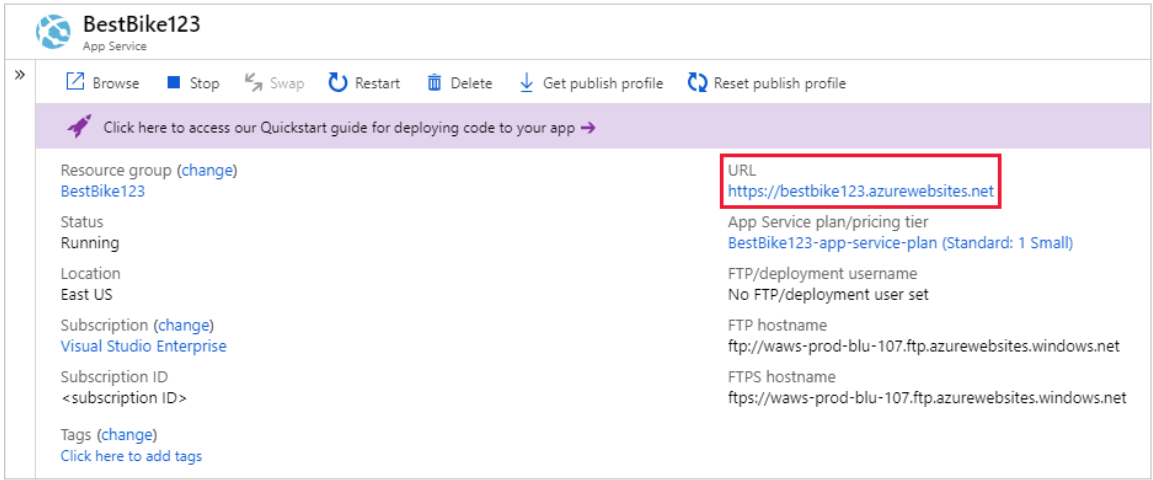 BestBike123
App Service
» Browse Stop Swap Restart Delete Get publish profile Reset publish profile
Click here to access our Quickstart guide for deploying code to your app →
Resource group (change)
BestBike123
Status
Running
Location
East US
Subscription (change)
Visual Studio Enterprise
Subscription ID
<subscription ID>
Tags (change)
Click here to add tags
URL
https://bestbike123.azurewebsites.net
App Service plan/pricing tier
BestBike123-app-service-plan (Standard: 1 Small)
FTP/deployment username
No FTP/deployment user set
FTP hostname
ftp://waws-prod-blu-107.ftp.azurewebsites.windows.net
FTPS hostname
ftps://waws-prod-blu-107.ftp.azurewebsites.windows.net